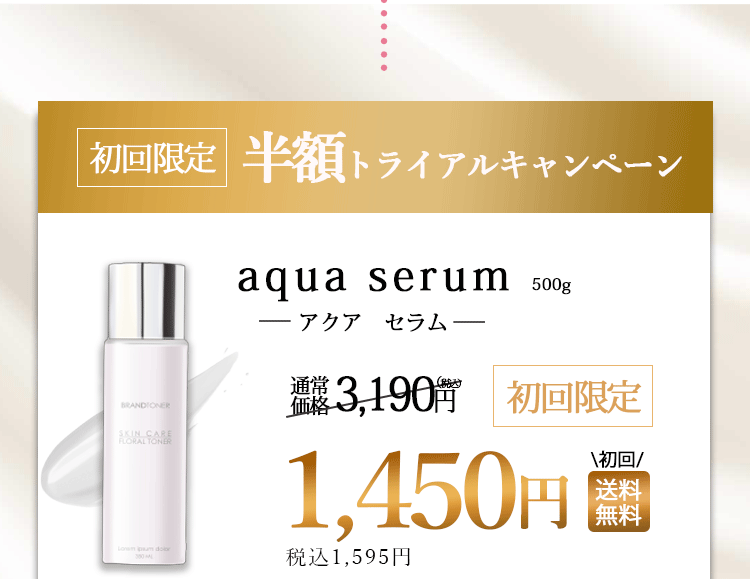 初回限定 半額トライアルキャンペーン
aqua serum 500g
アクア セラム
通常価格 3,190円(税込)
初回限定
1,450円
\初回/
送料
無料
税込1,595円
BRANDTONER
SKIN CARE
FLORAL TONER